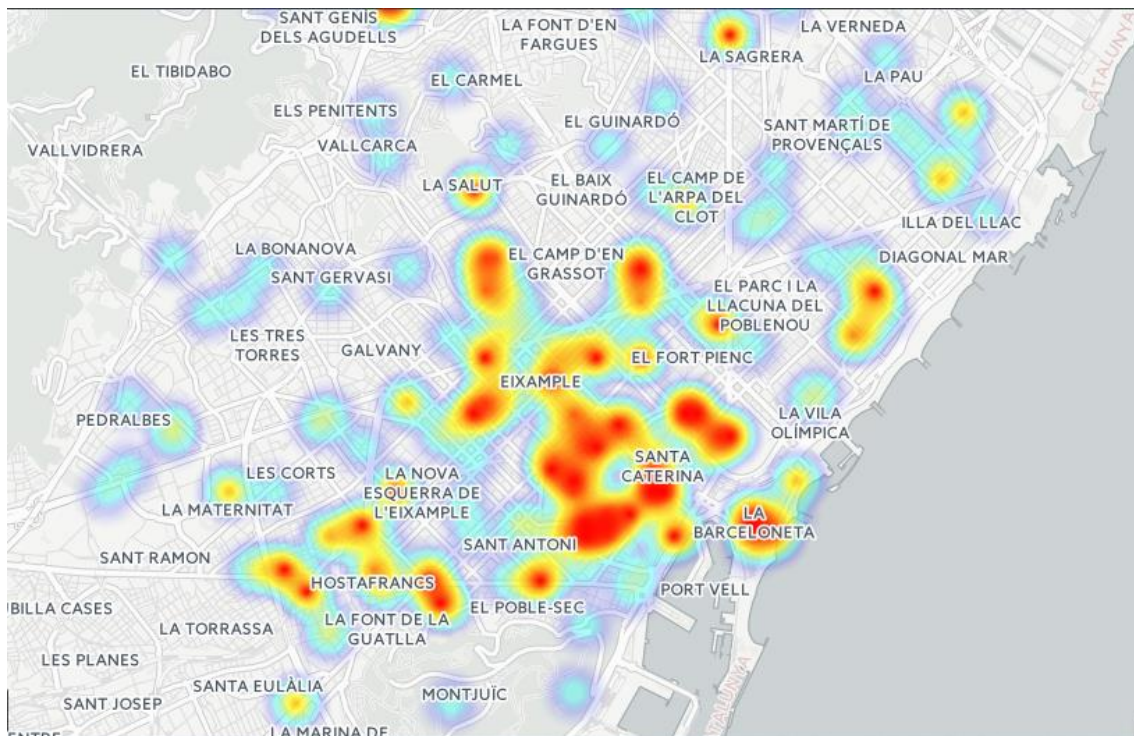 SANT GENÍS
DELS AGUDELLS
LA FONT D'EN
FARGUES
LA VERNEDA
LA SAGRERA
EL TIBIDABO
EL CARMEL
LA PAU
CATALUNYA
ELS PENITENTS
EL GUINARDÓ
SANT MARTÍ DE
PROVENÇALS
VALLVIDRERA
VALLCARCA
LA SALUT
EL BAIX
GUINARDÓ
EL CAMP DE
L'ARPA DEL
CLOT
ILLA DEL LLAC
LA BONANOVA
SANT GERVASI
EL CAMP D'EN
GRASSOT
DIAGONAL MAR
EL PARC I LA
LLACUNA DEL
POBLENOU
LES TRES
TORRES
GALVANY
EL FORT PIENC
EIXAMPLE
PEDRALBES
LA VILA
OLÍMPICA
SANTA
CATERINA
LES CORTS
LA NOVA
ESQUERRA DE
L'EIXAMPLE
LA MATERNITAT
LA
BARCELONETA
SANT ANTONI
SANT RAMON
HOSTAFRANCS
PORT VELL
UBILLA CASES
EL POBLE-SEC
LA TORRASSA
LA FONT DE LA
GUATLLA
LES PLANES
SANTA EULÀLIA
MONTJUÏC
SANT JOSEP
TALUNYA
LA MARINA DE
ENTRE